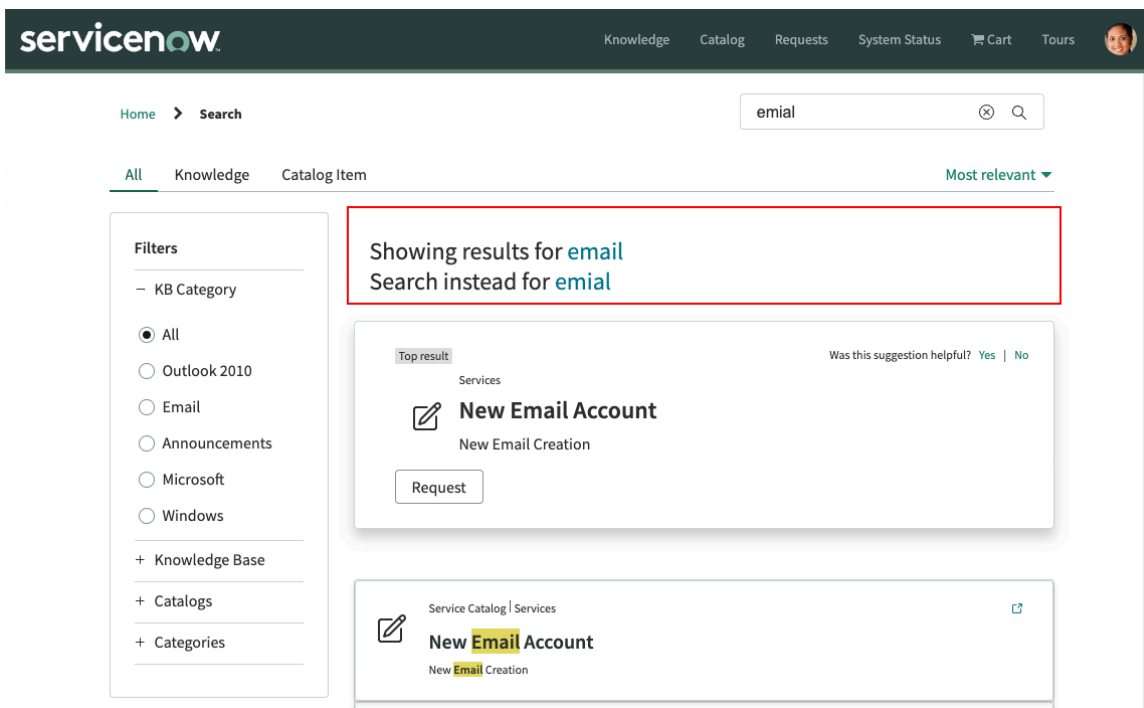 servicenow
Knowledge Catalog Requests System Status Cart Tours
Home Search
emial
All Knowledge Catalog Item
Most relevant
Filters
KB Category
All
Outlook 2010
Email
Announcements
Microsoft
Windows
+ Knowledge Base
+ Catalogs
+ Categories
Showing results for email
Search instead for emial
Top result
Was this suggestion helpful? Yes | No
Services
New Email Account
New Email Creation
Request
Service Catalog | Services
New Email Account
New Email Creation